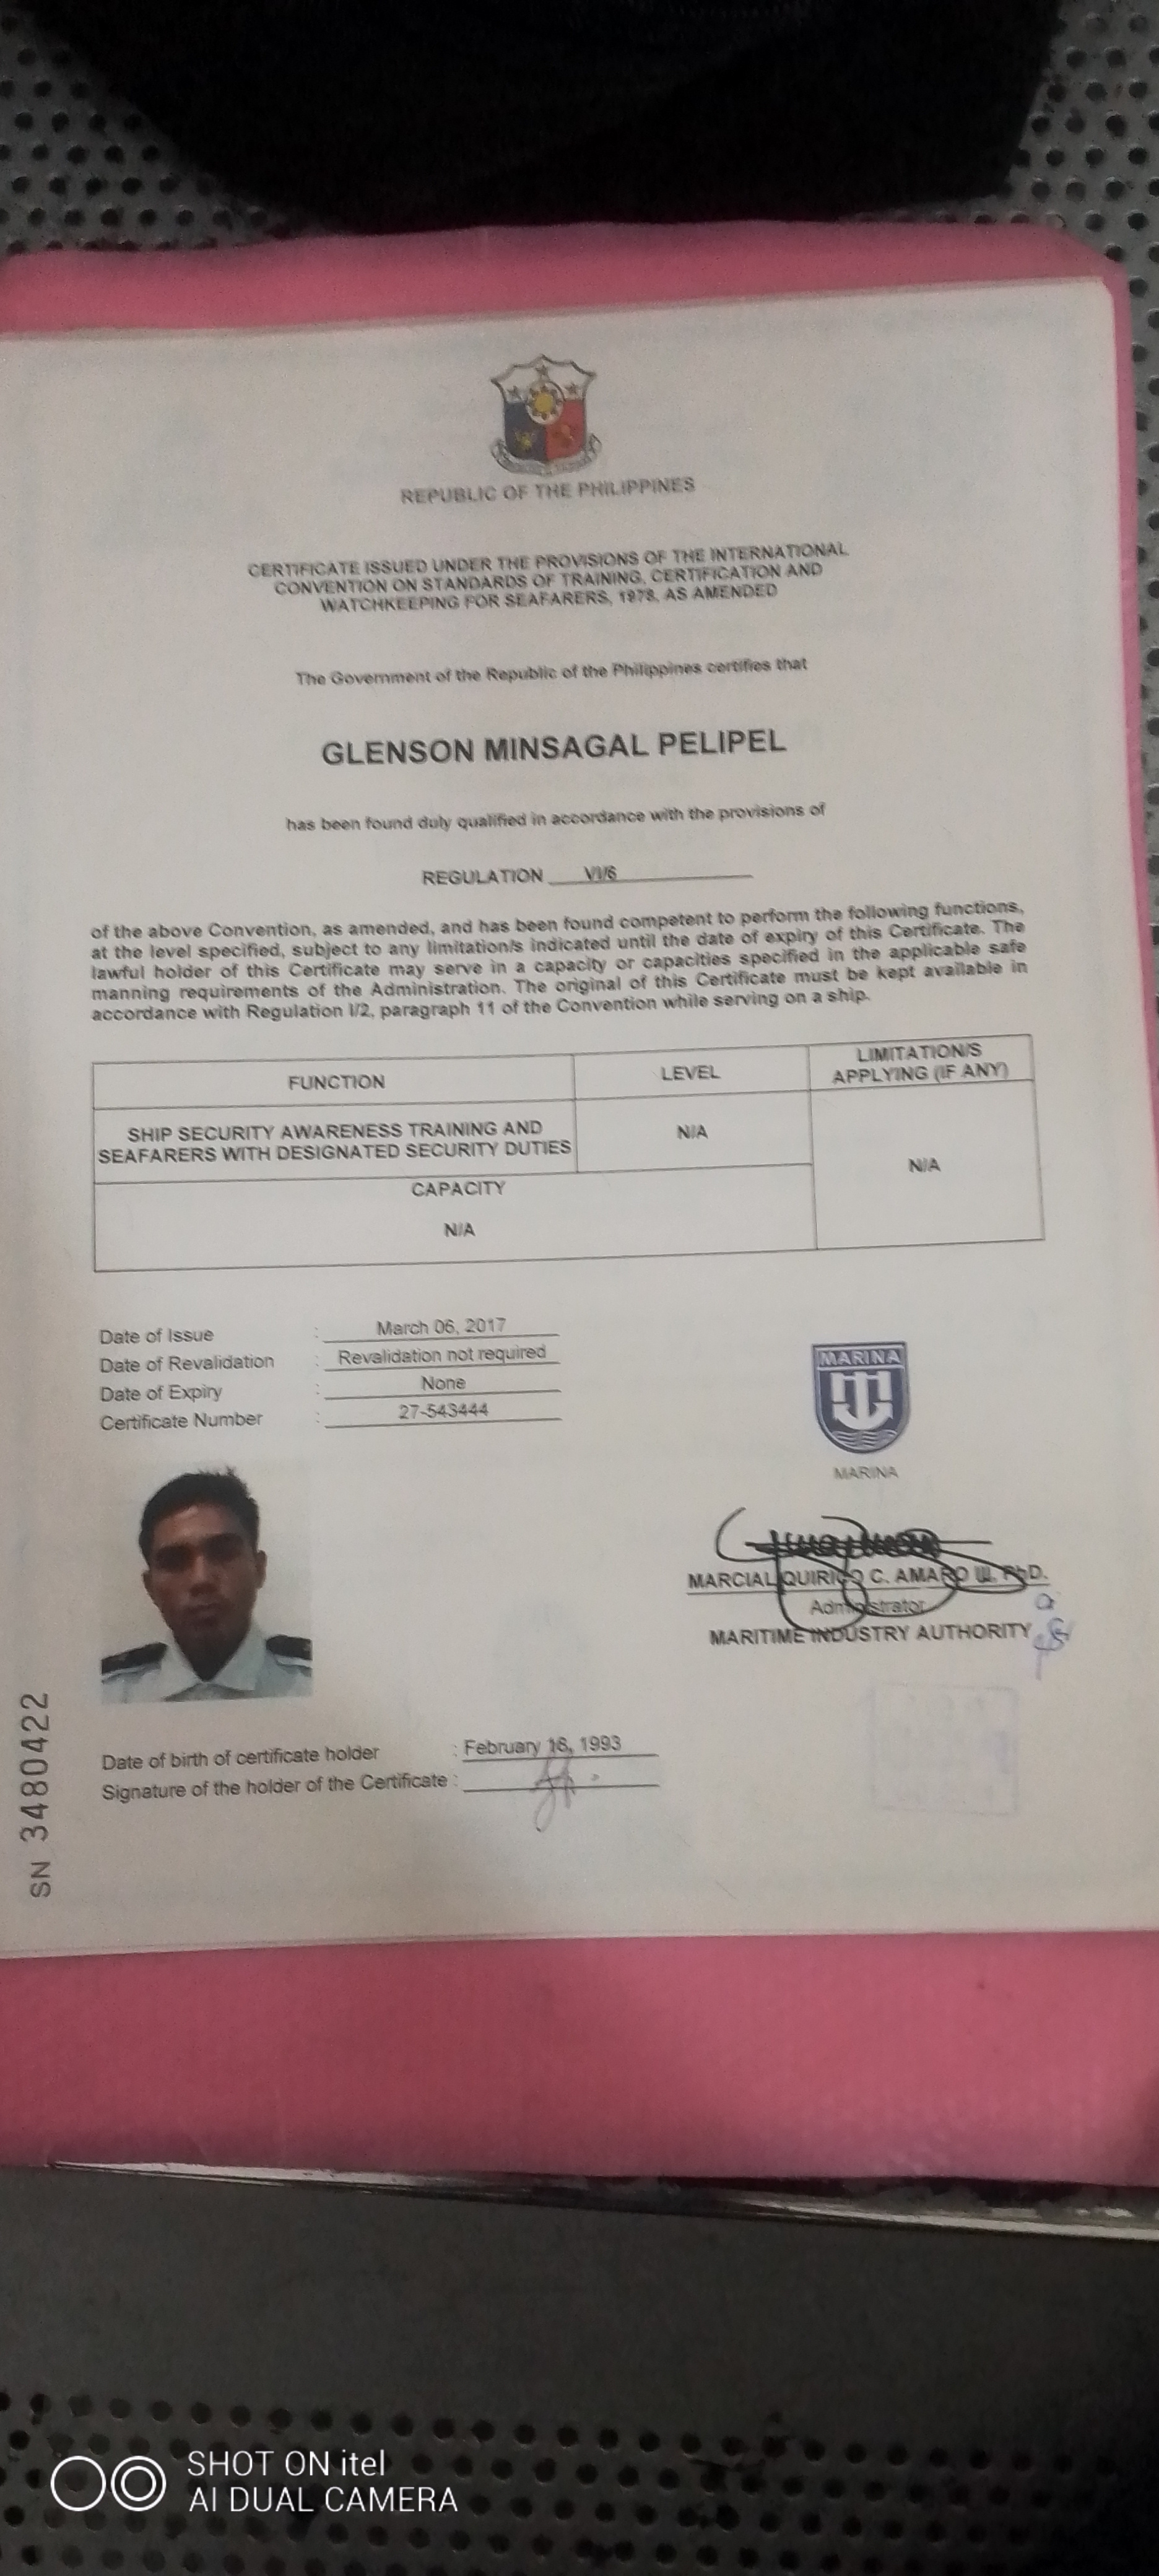 REPUBLIC OF THE PHILIPPINES
CERTIFICATE ISSUED UNDER THE PROVISIONS OF THE INTERNATIONAL
CONVENTION ON STANDARDS OF TRAINING, CERTIFICATION AND
WATCHKEEPING FOR SEAFARERS, 1978, AS AMENDED
The Government of the Republic of the Philippines certifies that
GLENSON MINSAGAL PELIPEL
has been found duly qualified in accordance with the provisions of
REGULATION VI/6
of the above Convention, as amended, and has been found competent to perform the following functions,
at the level specified, subject to any limitation/s indicated until the date of expiry of this Certificate. The
lawful holder of this Certificate may serve in a capacity or capacities specified in the applicable safe
manning requirements of the Administration. The original of this Certificate must be kept available in
accordance with Regulation I/2, paragraph 11 of the Convention while serving on a ship.
FUNCTION LEVEL LIMITATION/S
APPLYING (IF ANY)
SHIP SECURITY AWARENESS TRAINING AND
SEAFARERS WITH DESIGNATED SECURITY DUTIES
N/A
N/A
CAPACITY
N/A
Date of Issue : March 06, 2017
Date of Revalidation : Revalidation not required
Date of Expiry : None
Certificate Number : 27-543444
MARINA
MARINA
MARCIAL QUIRICO C. AMARO III, PhD.
Administrator
MARITIME INDUSTRY AUTHORITY
Date of birth of certificate holder : February 16, 1993
Signature of the holder of the Certificate :
SN 3480422
SHOT ON itel
AI DUAL CAMERA